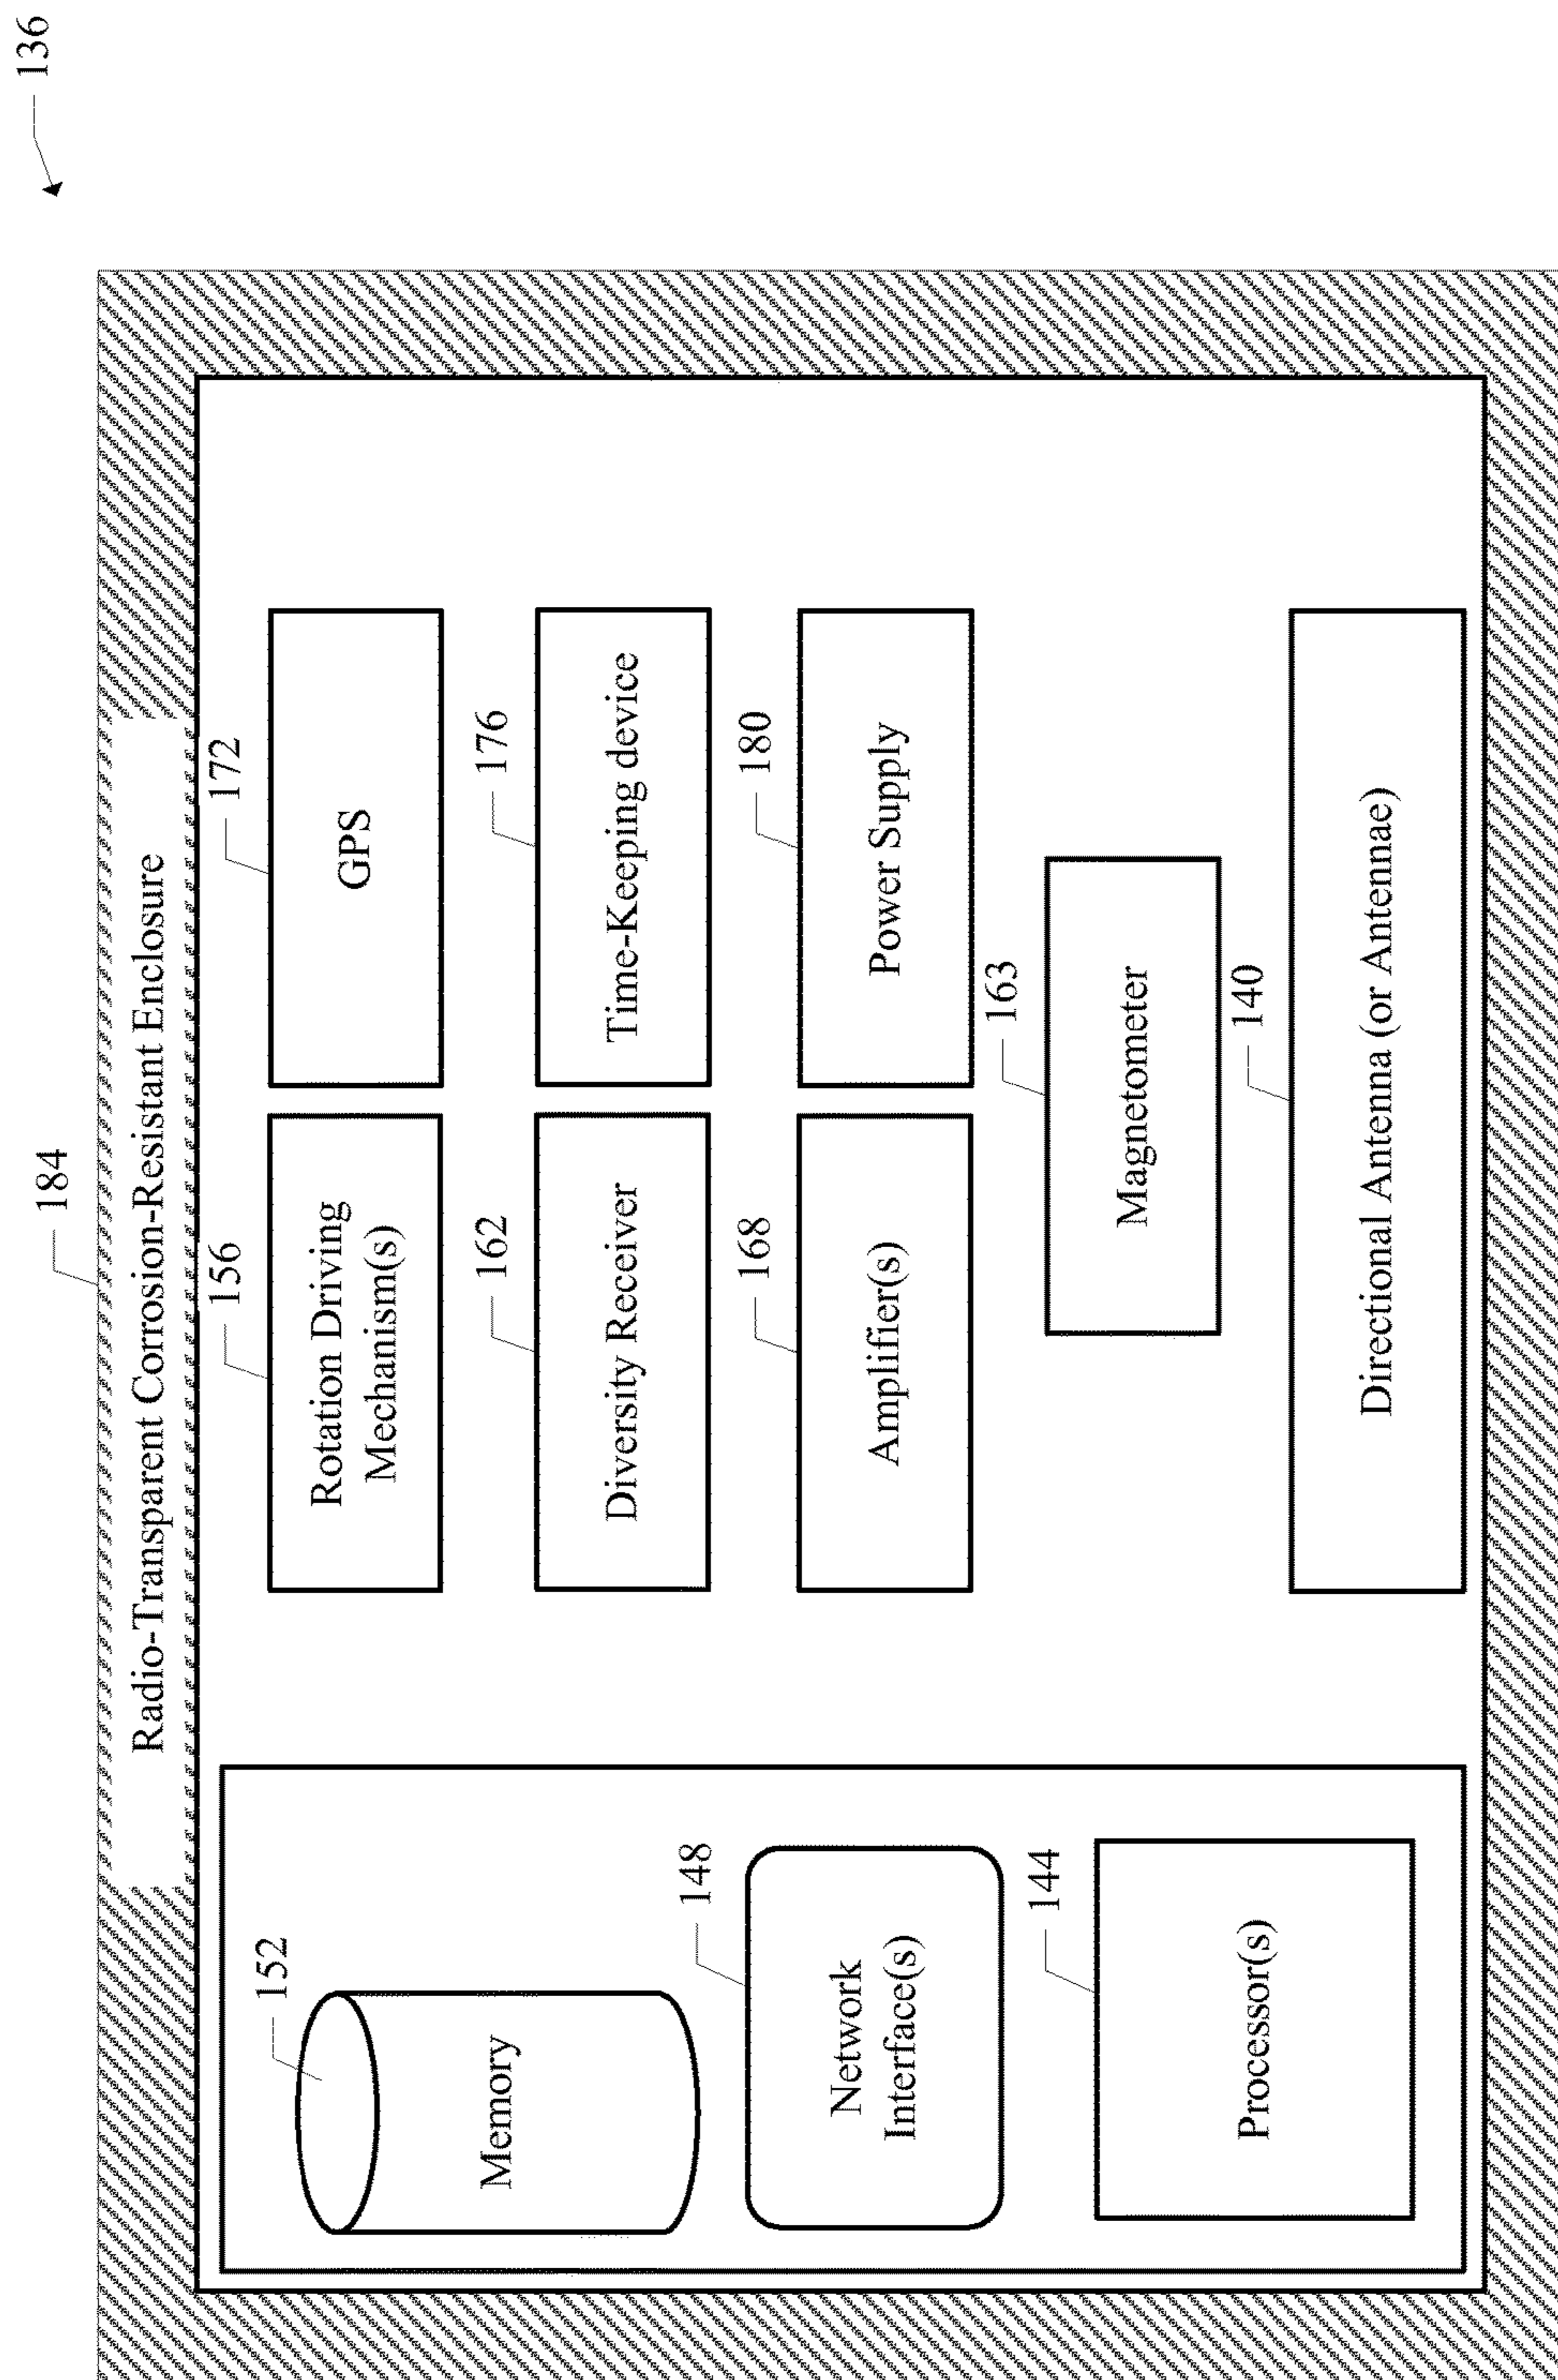 136
184
Radio-Transparent Corrosion-Resistant Enclosure
152
Memory
148
Network
Interface(s)
144
Processor(s)
156
Rotation Driving
Mechanism(s)
172
GPS
162
Diversity Receiver
176
Time-Keeping device
168
Amplifier(s)
180
Power Supply
163
Magnetometer
140
Directional Antenna (or Antennae)